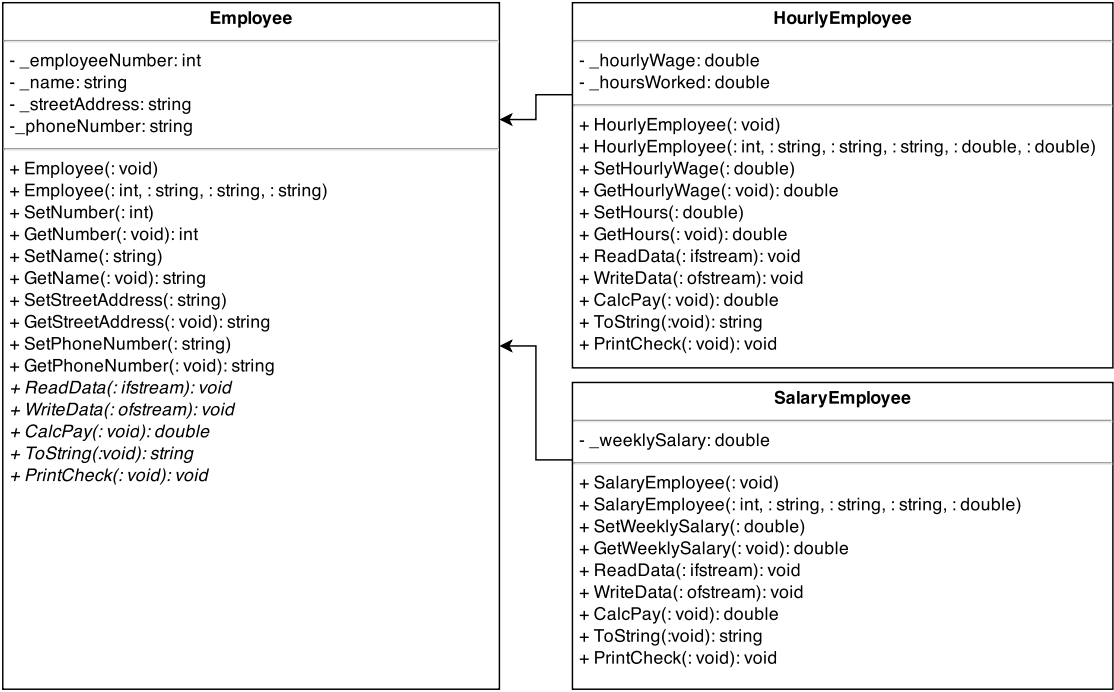 Employee
- _employeeNumber: int
- _name: string
- _streetAddress: string
-_phoneNumber: string
+ Employee(: void)
+ Employee(: int, : string, : string, : string)
+ SetNumber(: int)
+ GetNumber(: void): int
+ SetName(: string)
+ GetName(: void): string
+ SetStreetAddress(: string)
+ GetStreetAddress(: void): string
+ SetPhoneNumber(: string)
+ GetPhoneNumber(: void): string
+ ReadData(: ifstream): void
+ WriteData(: ofstream): void
+ CalcPay(: void): double
+ ToString(:void): string
+ PrintCheck(: void): void
HourlyEmployee
- _hourlyWage: double
- _hoursWorked: double
+ HourlyEmployee(: void)
+ HourlyEmployee(: int, : string, : string, : string, : double, : double)
+ SetHourlyWage(: double)
+ GetHourlyWage(: void): double
+ SetHours(: double)
+ GetHours(: void): double
+ ReadData(: ifstream): void
+ WriteData(: ofstream): void
+ CalcPay(: void): double
+ ToString(:void): string
+ PrintCheck(: void): void
SalaryEmployee
- _weeklySalary: double
+ SalaryEmployee(: void)
+ SalaryEmployee(: int, : string, : string, : string, : double)
+ SetWeeklySalary(: double)
+ GetWeeklySalary(: void): double
+ ReadData(: ifstream): void
+ WriteData(: ofstream): void
+ CalcPay(: void): double
+ ToString(:void): string
+ PrintCheck(: void): void